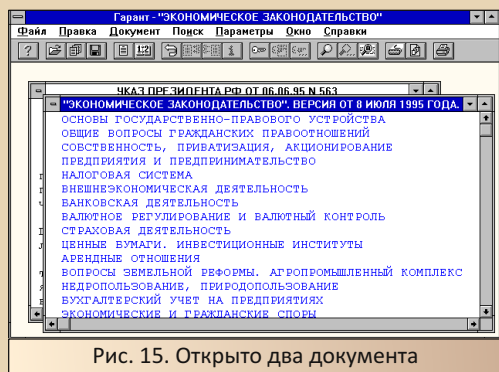 Гарант - "ЭКОНОМИЧЕСКОЕ ЗАКОНОДАТЕЛЬСТВО"
Файл Правка Документ Поиск Параметры Окно Справки
УКАЗ ПРЕЗИДЕНТА РФ ОТ 06.06.95 N 563
"ЭКОНОМИЧЕСКОЕ ЗАКОНОДАТЕЛЬСТВО". ВЕРСИЯ ОТ 8 ИЮЛЯ 1995 ГОДА.
ОСНОВЫ ГОСУДАРСТВЕННО-ПРАВОВОГО УСТРОЙСТВА
ОБЩИЕ ВОПРОСЫ ГРАЖДАНСКИХ ПРАВООТНОШЕНИЙ
СОБСТВЕННОСТЬ, ПРИВАТИЗАЦИЯ, АКЦИОНИРОВАНИЕ
ПРЕДПРИЯТИЯ И ПРЕДПРИНИМАТЕЛЬСТВО
НАЛОГОВАЯ СИСТЕМА
ВНЕШНЕЭКОНОМИЧЕСКАЯ ДЕЯТЕЛЬНОСТЬ
БАНКОВСКАЯ ДЕЯТЕЛЬНОСТЬ
ВАЛЮТНОЕ РЕГУЛИРОВАНИЕ И ВАЛЮТНЫЙ КОНТРОЛЬ
СТРАХОВАЯ ДЕЯТЕЛЬНОСТЬ
ЦЕННЫЕ БУМАГИ. ИНВЕСТИЦИОННЫЕ ИНСТИТУТЫ
АРЕНДНЫЕ ОТНОШЕНИЯ
ВОПРОСЫ ЗЕМЕЛЬНОЙ РЕФОРМЫ. АГРОПРОМЫШЛЕННЫЙ КОМПЛЕКС
НЕДРОПОЛЬЗОВАНИЕ, ПРИРОДОПОЛЬЗОВАНИЕ
БУХГАЛТЕРСКИЙ УЧЕТ НА ПРЕДПРИЯТИЯХ
ЭКОНОМИЧЕСКИЕ И ГРАЖДАНСКИЕ СПОРЫ
Рис. 15. Открыто два документа